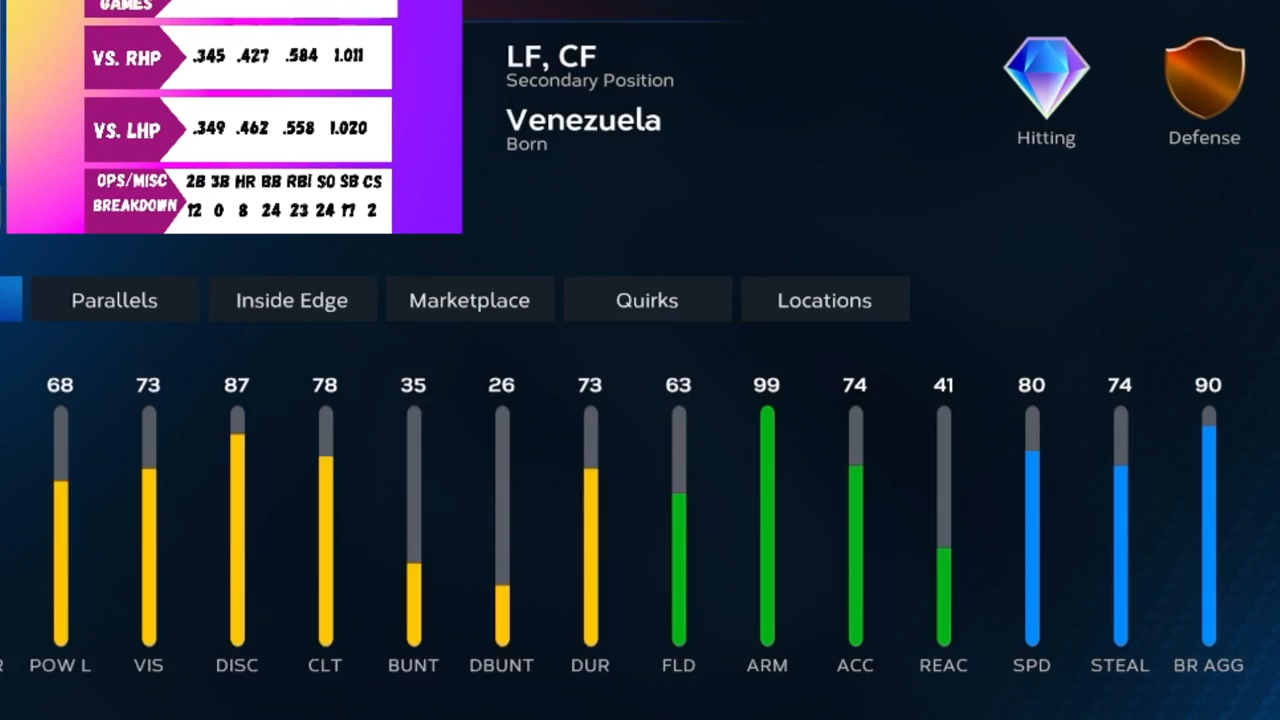 GAMES
VS. RHP .345 .427 .584 1.011
VS. LHP .349 .462 .558 1.020
OPS/MISC BREAKDOWN
2B 3B HR BB RBI SO SB CS
12 0 8 24 23 24 17 2
LF, CF
Secondary Position
Venezuela
Born
Hitting
Defense
Parallels Inside Edge Marketplace Quirks Locations
68 73 87 78 35 26 73 63 99 74 41 80 74 90
R POW L VIS DISC CLT BUNT DBUNT DUR FLD ARM ACC REAC SPD STEAL BR AGG